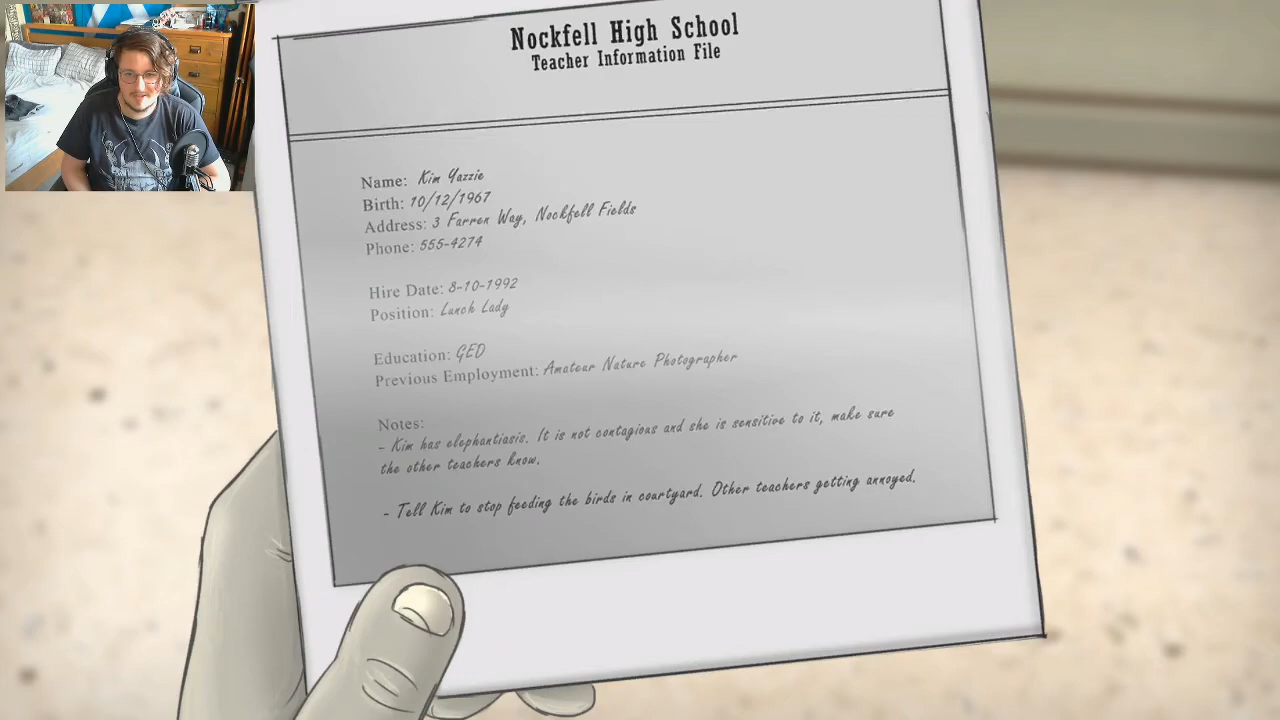 Nockfell High School
Teacher Information File
Name: Kim Yazzie
Birth: 10/12/1967
Address: 3 Farren Way, Nockfell Fields
Phone: 555-4274
Hire Date: 8-10-1992
Position: Lunch Lady
Education: GED
Previous Employment: Amateur Nature Photographer
Notes:
- Kim has elephantiasis. It is not contagious and she is sensitive to it, make sure
the other teachers know.
- Tell Kim to stop feeding the birds in courtyard. Other teachers getting annoyed.